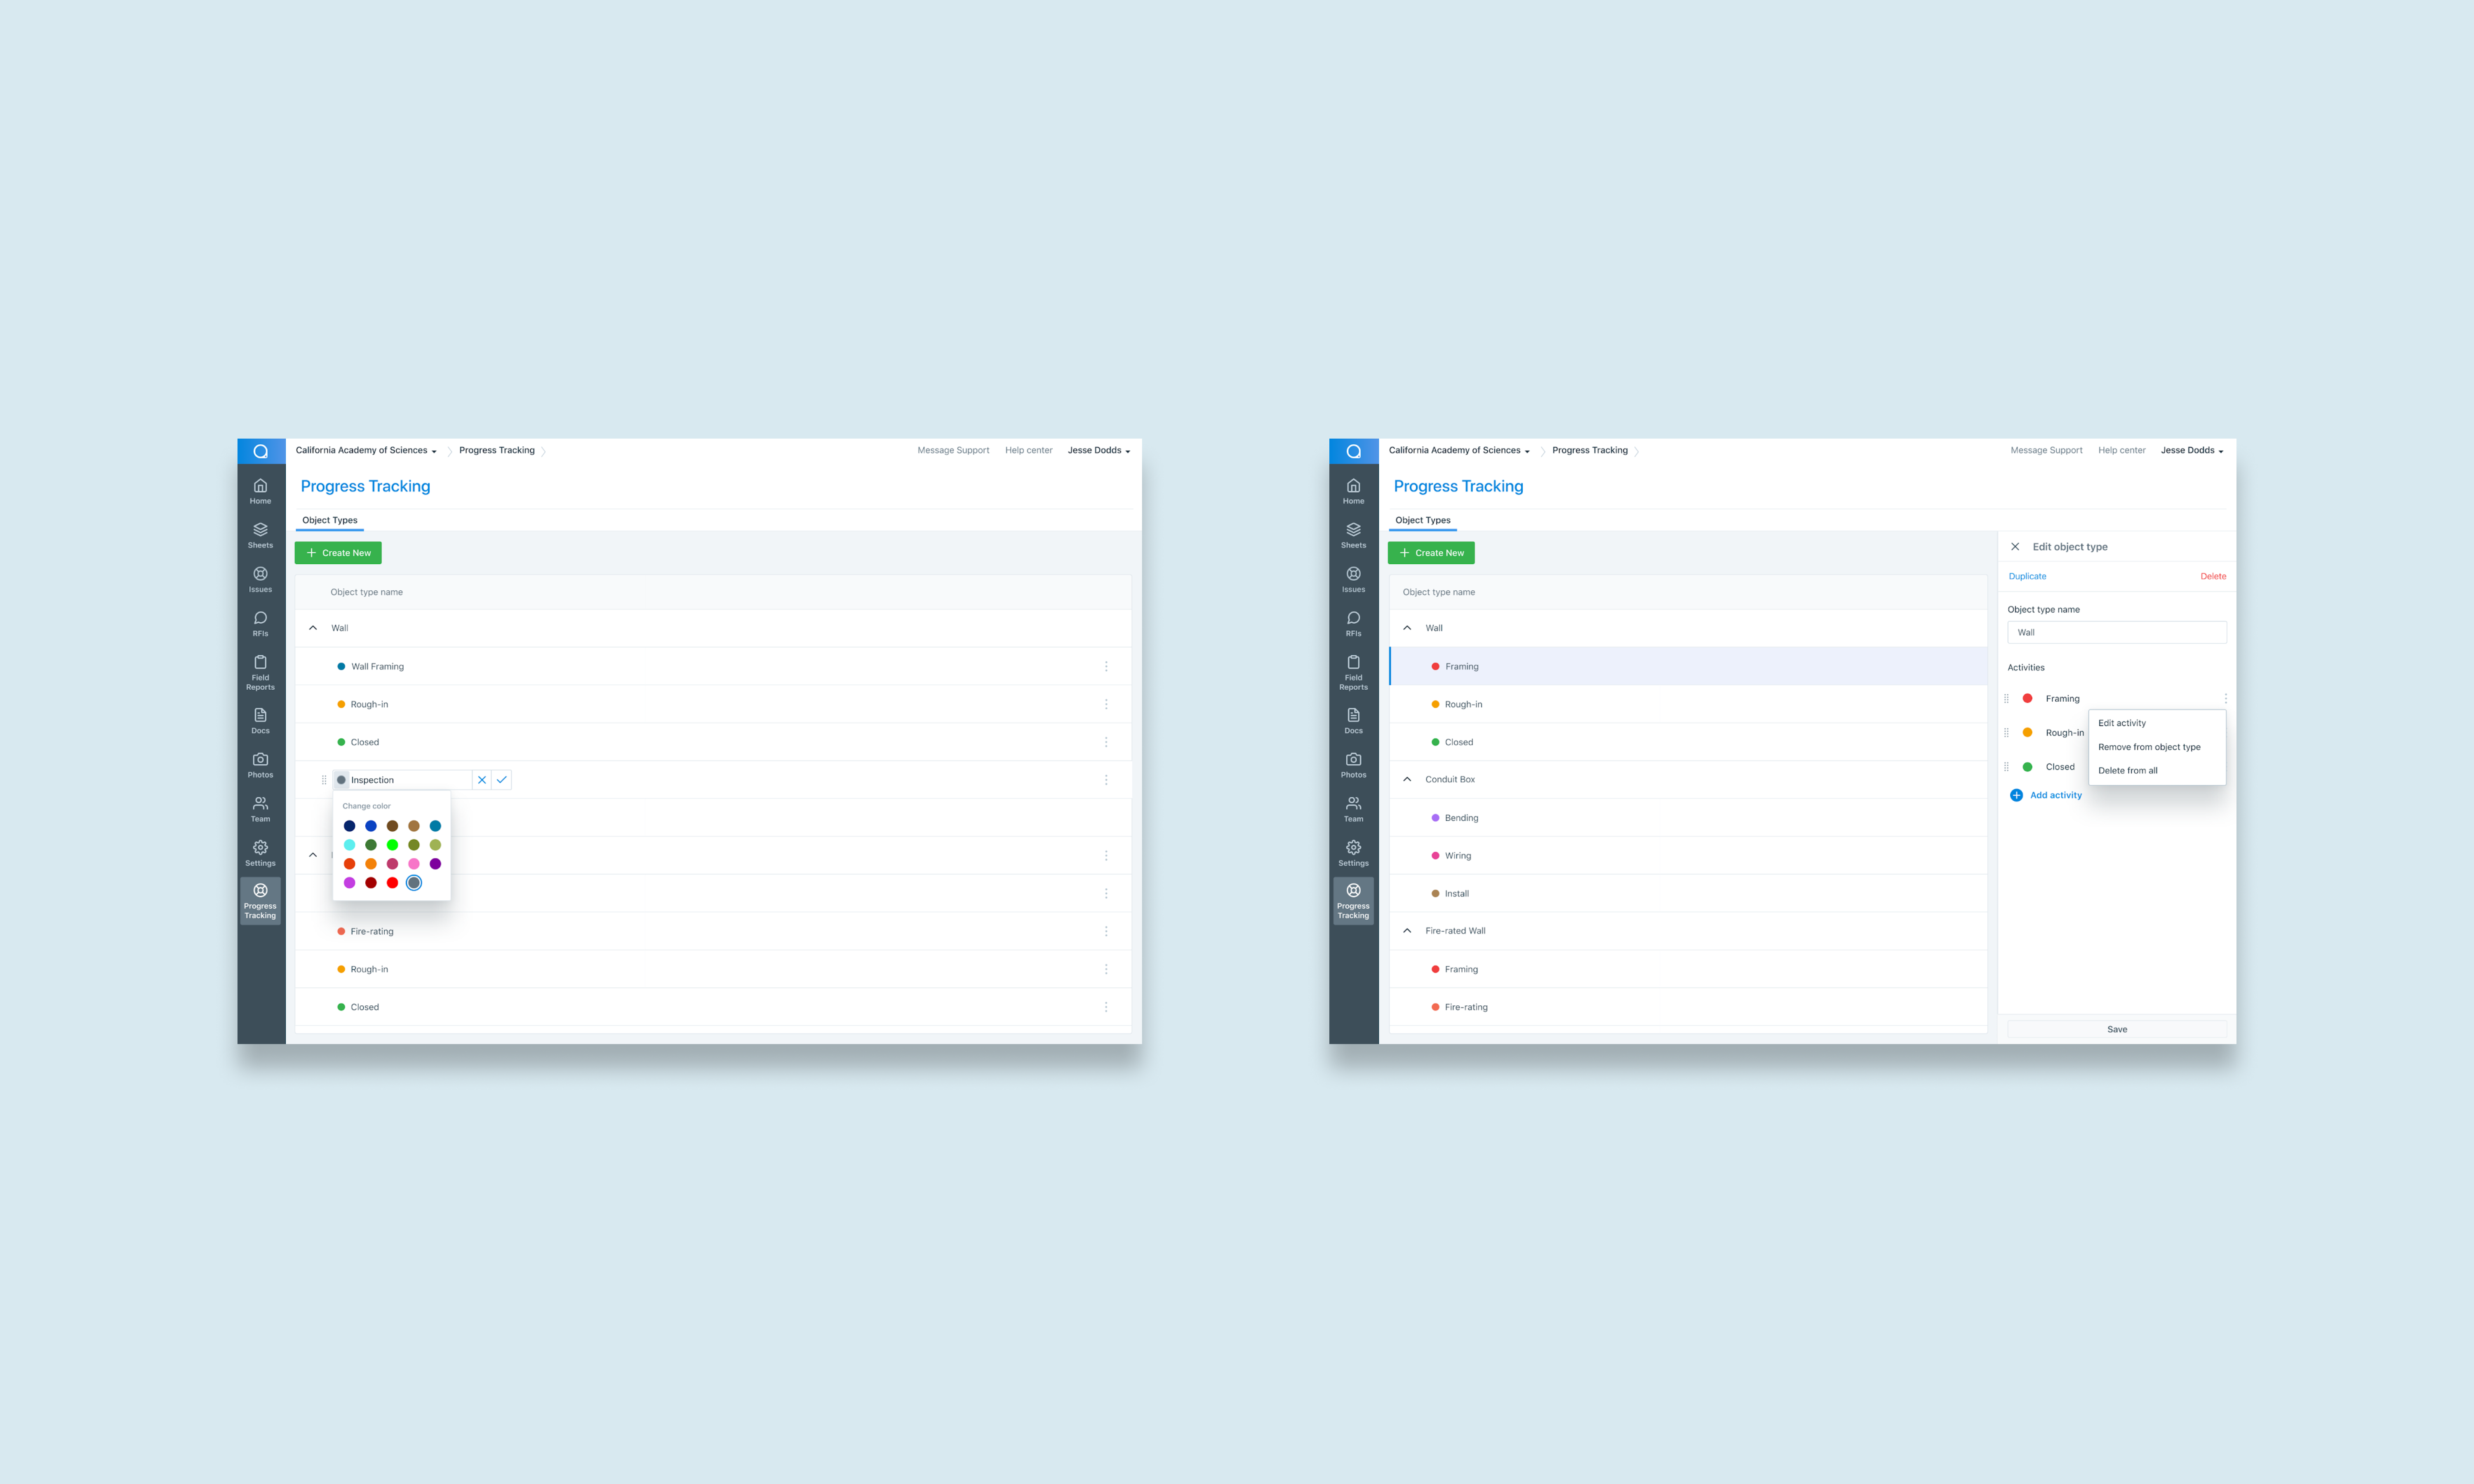 California Academy of Sciences
Progress Tracking
Message Support
Help center
Jesse Dodds
Home
Sheets
Issues
RFIs
Field
Reports
Docs
Photos
Team
Settings
Progress
Tracking
Progress Tracking
Object Types
Create New
Object type name
Wall
Wall Framing
Rough-in
Closed
Inspection
Change color
Fire-rating
Rough-in
Closed
California Academy of Sciences
Progress Tracking
Message Support
Help center
Jesse Dodds
Home
Sheets
Issues
RFIs
Field
Reports
Docs
Photos
Team
Settings
Progress
Tracking
Progress Tracking
Object Types
Create New
Object type name
Wall
Framing
Rough-in
Closed
Conduit Box
Bending
Wiring
Install
Fire-rated Wall
Framing
Fire-rating
Edit object type
Duplicate
Delete
Object type name
Wall
Activities
Framing
Rough-in
Closed
Edit activity
Remove from object type
Delete from all
Add activity
Save